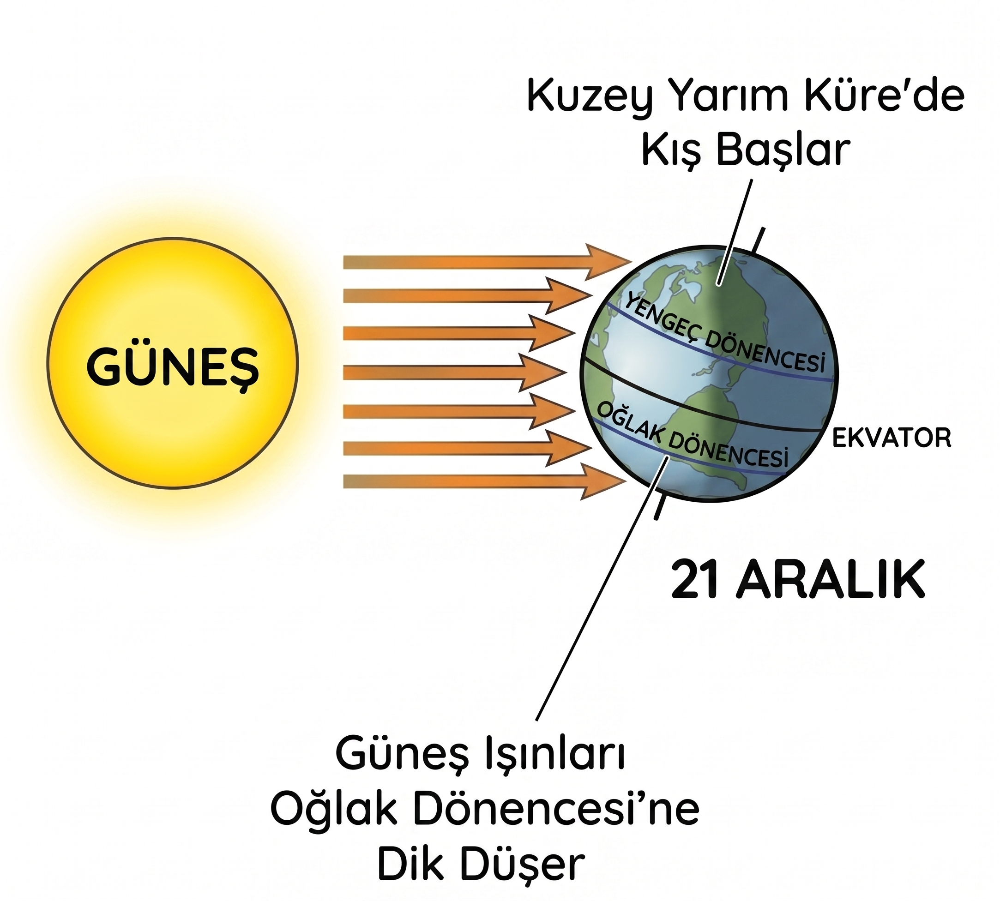 Kuzey Yarım Küre'de
Kış Başlar
GÜNEŞ
YENGEÇ DÖNENCESİ
OĞLAK DÖNENCESİ
EKVATOR
21 ARALIK
Güneş Işınları
Oğlak Dönencesi’ne
Dik Düşer